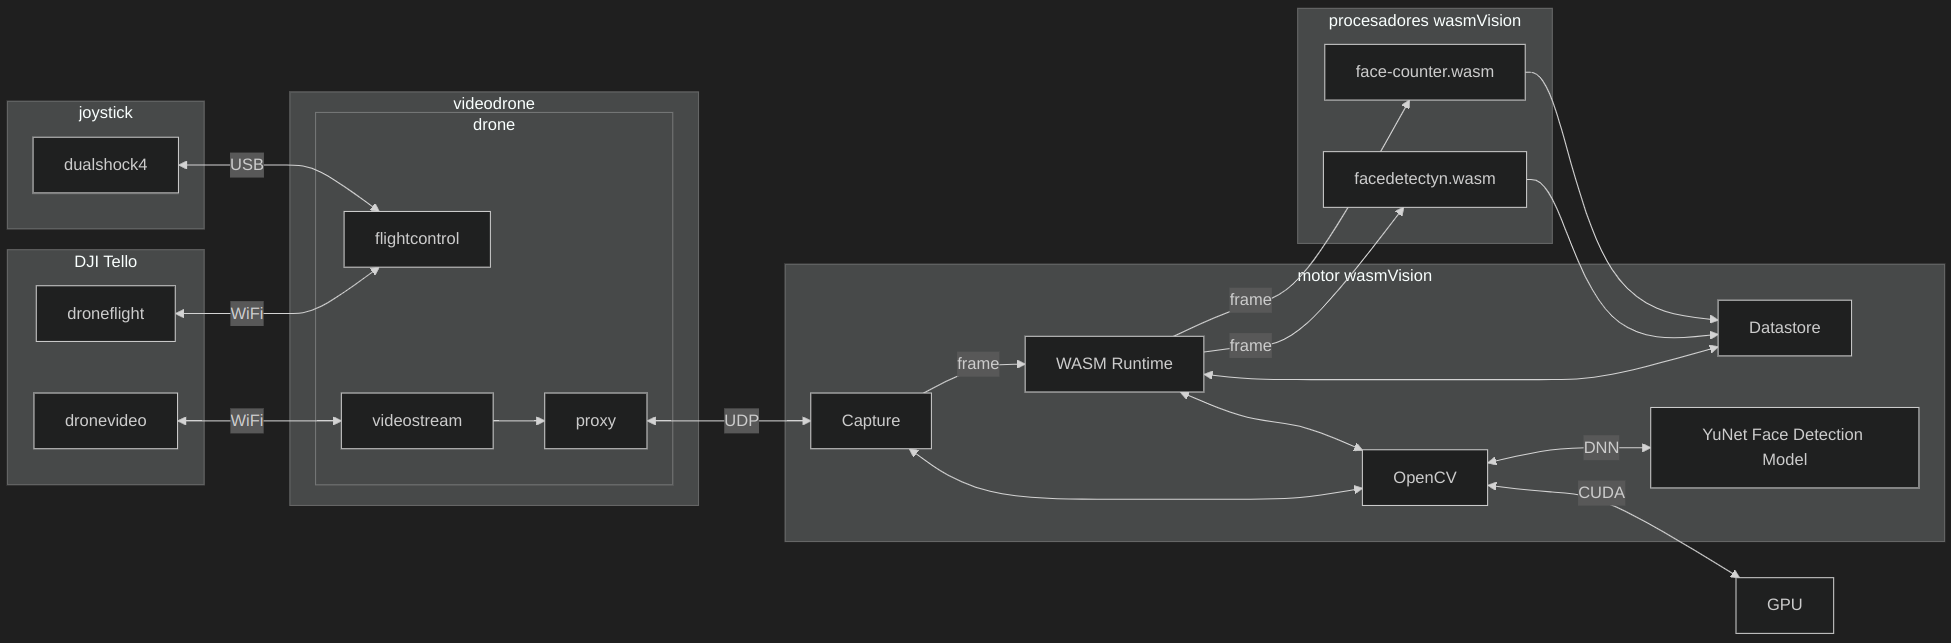 joystick
dualshock4
USB
DJI Tello
droneflight
WiFi
dronevideo
WiFi
videodrone
drone
flightcontrol
videostream
proxy
UDP
procesadores wasmVision
face-counter.wasm
facedetectyn.wasm
motor wasmVision
frame
frame
frame
WASM Runtime
Capture
Datastore
OpenCV
DNN
YuNet Face Detection
Model
CUDA
GPU